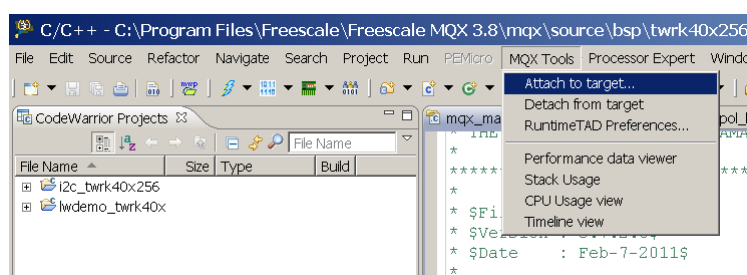 C/C++ - C:\Program Files\Freescale\Freescale MQX 3.8\mqx\source\bsp\twrk40x256
File Edit Source Refactor Navigate Search Project Run PEMicro MQX Tools Processor Expert
Attach to target...
Detach from target
RuntimeTAD Preferences...
Performance data viewer
Stack Usage
CPU Usage view
Timeline view
CodeWarrior Projects
File Name
File Name Size Type Build
i2c_twrk40x256
lwdemo_twrk40x
mqx_ma
* THE
*
*****
*
* $Fi
* $Ve
* $Date : Feb-7-2011$
*